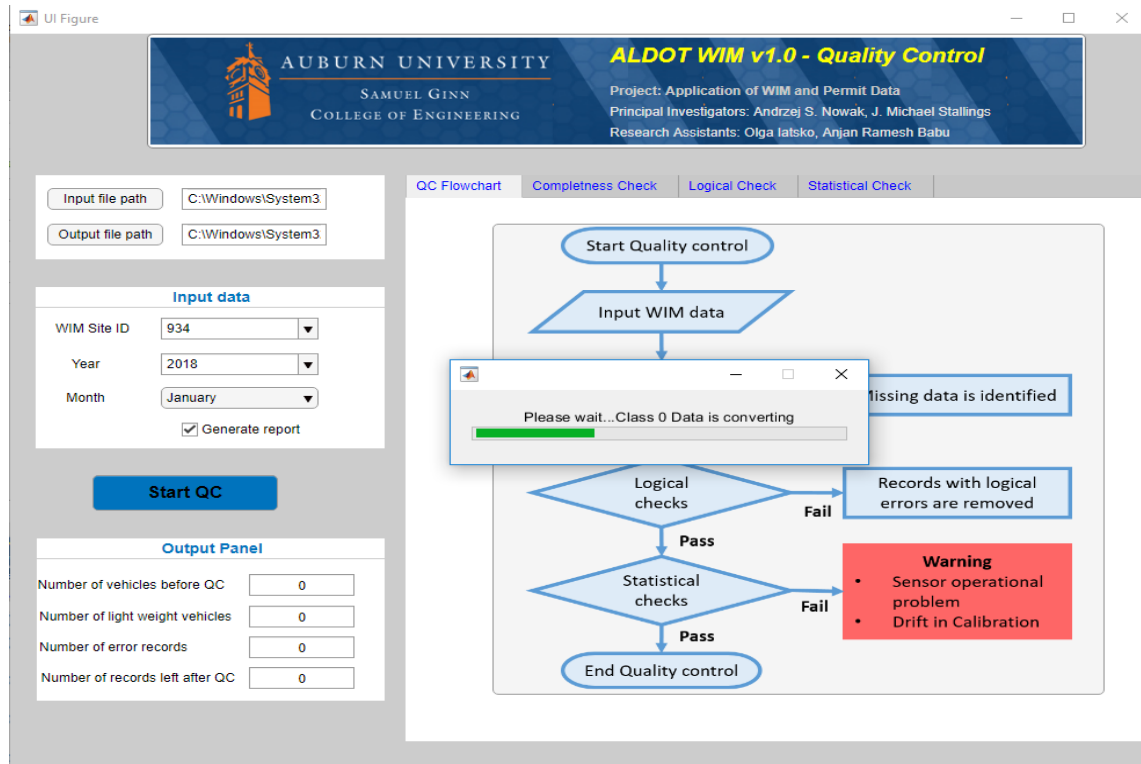 UI Figure
AUBURN UNIVERSITY
SAMUEL GINN
COLLEGE OF ENGINEERING
ALDOT WIM v1.0 - Quality Control
Project: Application of WIM and Permit Data
Principal Investigators: Andrzej S. Nowak, J. Michael Stallings
Research Assistants: Olga Iatsko, Anjan Ramesh Babu
Input file path
C:\Windows\System3
Output file path
C:\Windows\System3
Input data
WIM Site ID
934
Year
2018
Month
January
Generate report
Start QC
Output Panel
Number of vehicles before QC
0
Number of light weight vehicles
0
Number of error records
0
Number of records left after QC
0
QC Flowchart
Completness Check
Logical Check
Statistical Check
Start Quality control
Input WIM data
Please wait...Class 0 Data is converting
Missing data is identified
Logical
checks
Fail
Records with logical
errors are removed
Pass
Statistical
checks
Fail
Warning
• Sensor operational
problem
• Drift in Calibration
Pass
End Quality control